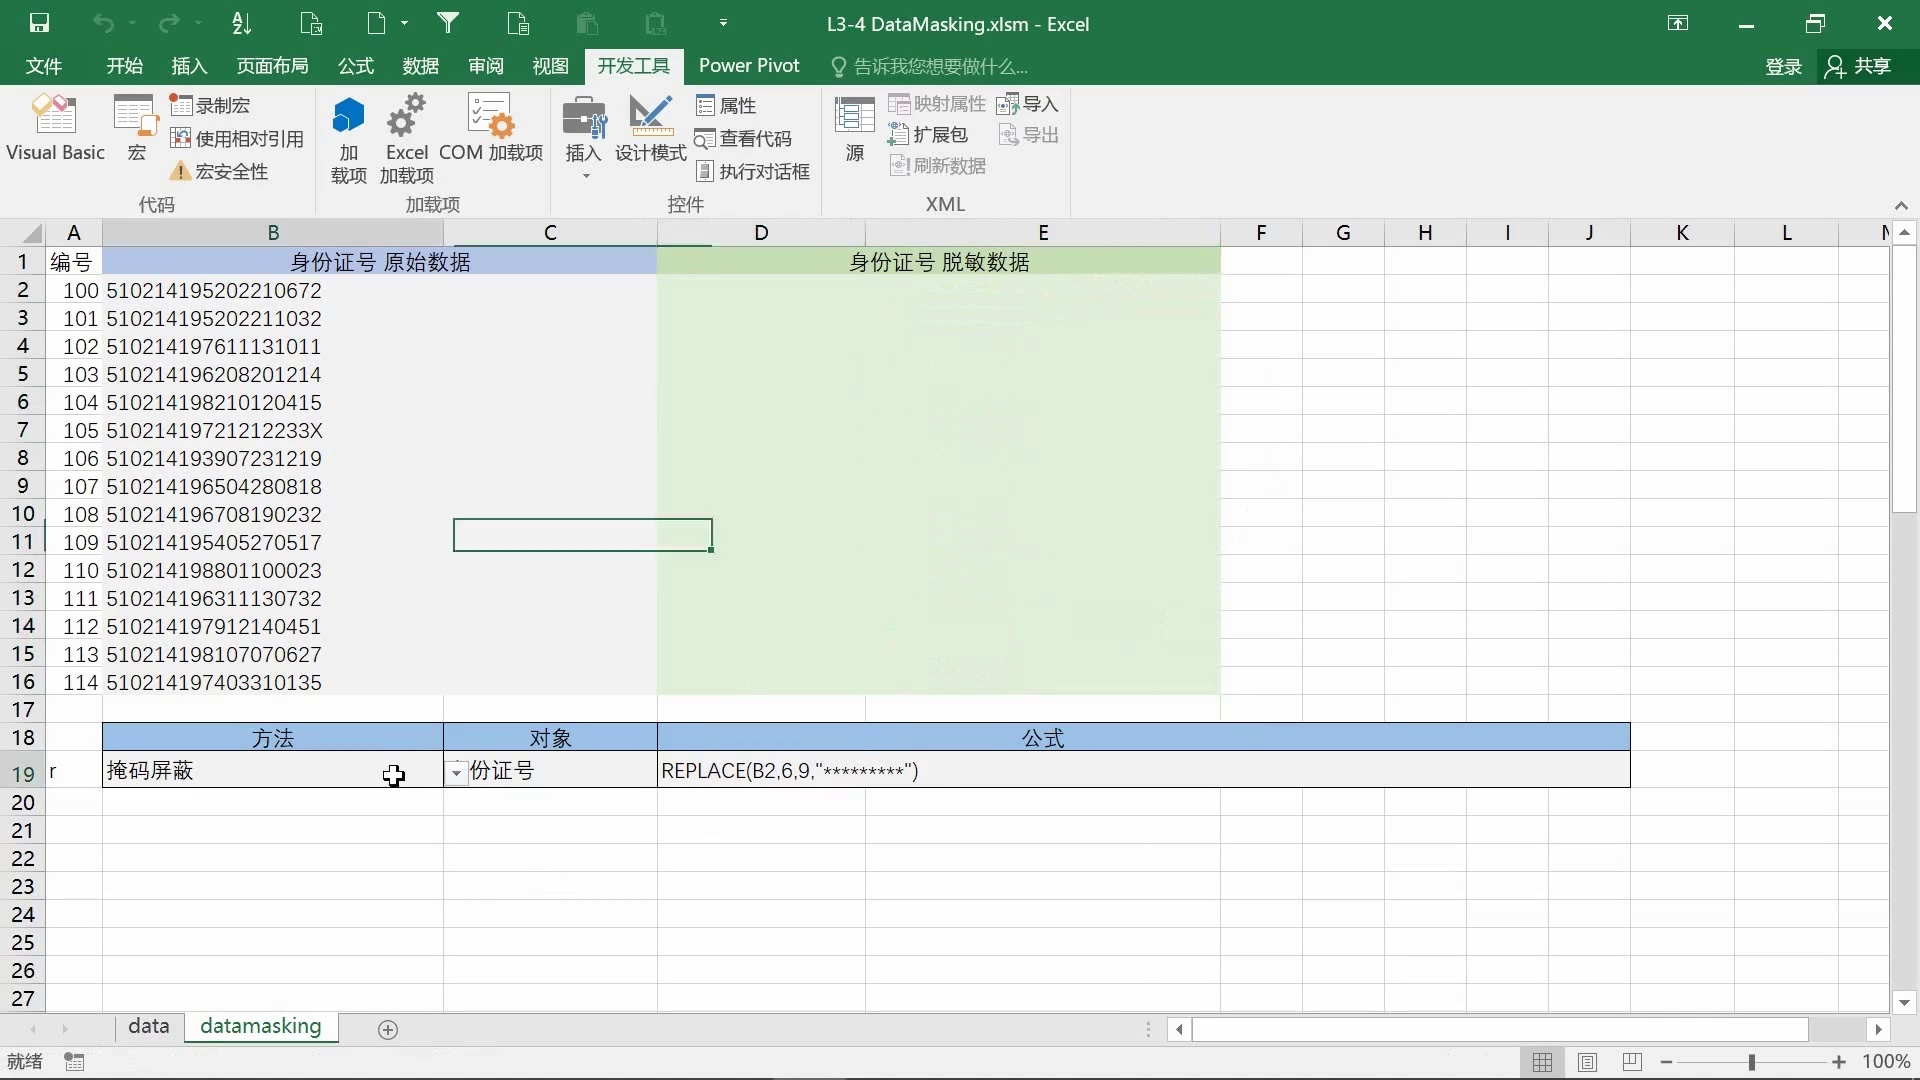 L3-4 DataMasking.xlsm - Excel
文件 开始 插入 页面布局 公式 数据 审阅 视图 开发工具 Power Pivot 告诉我您想要做什么... 登录 共享
Visual Basic 宏 录制宏 使用相对引用 宏安全性 代码
加载项 Excel 加载项 COM 加载项 加载项
插入 设计模式 属性 查看代码 执行对话框 控件
源 映射属性 扩展包 刷新数据 导入 导出 XML
A B C D E F G H I J K L
1 编号 身份证号 原始数据 身份证号 脱敏数据
2 100 510214195202210672
3 101 510214195202211032
4 102 510214197611131011
5 103 510214196208201214
6 104 510214198210120415
7 105 51021419721212233X
8 106 510214193907231219
9 107 510214196504280818
10 108 510214196708190232
11 109 510214195405270517
12 110 510214198801100023
13 111 510214196311130732
14 112 510214197912140451
15 113 510214198107070627
16 114 510214197403310135
17
18 方法 对象 公式
19 r 掩码屏蔽 份证号 REPLACE(B2,6,9,"*********")
20
21
22
23
24
25
26
27
data datamasking
就绪 100%